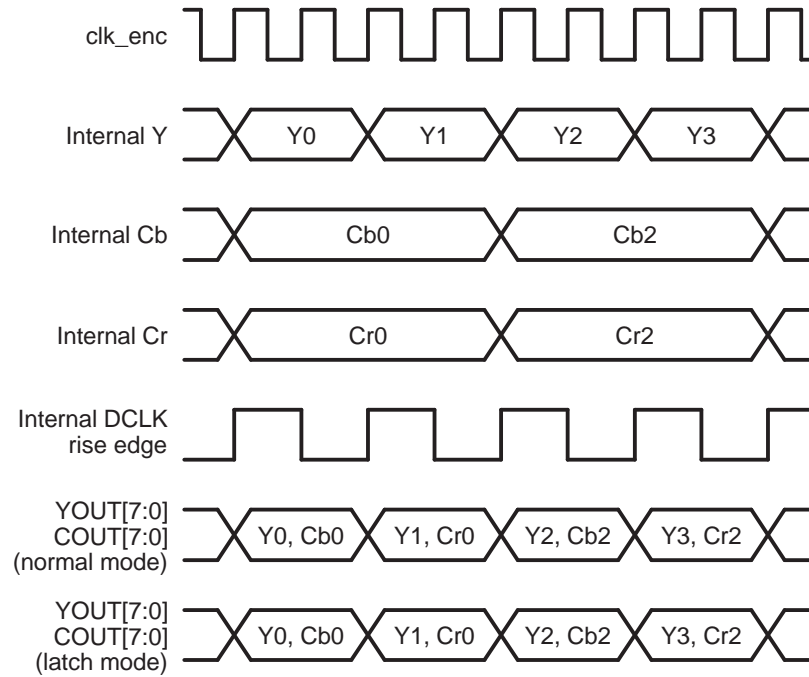 clk_enc
Internal Y
Y0
Y1
Y2
Y3
Internal Cb
Cb0
Cb2
Internal Cr
Cr0
Cr2
Internal DCLK
rise edge
YOUT[7:0]
COUT[7:0]
(normal mode)
Y0, Cb0
Y1, Cr0
Y2, Cb2
Y3, Cr2
YOUT[7:0]
COUT[7:0]
(latch mode)
Y0, Cb0
Y1, Cr0
Y2, Cb2
Y3, Cr2